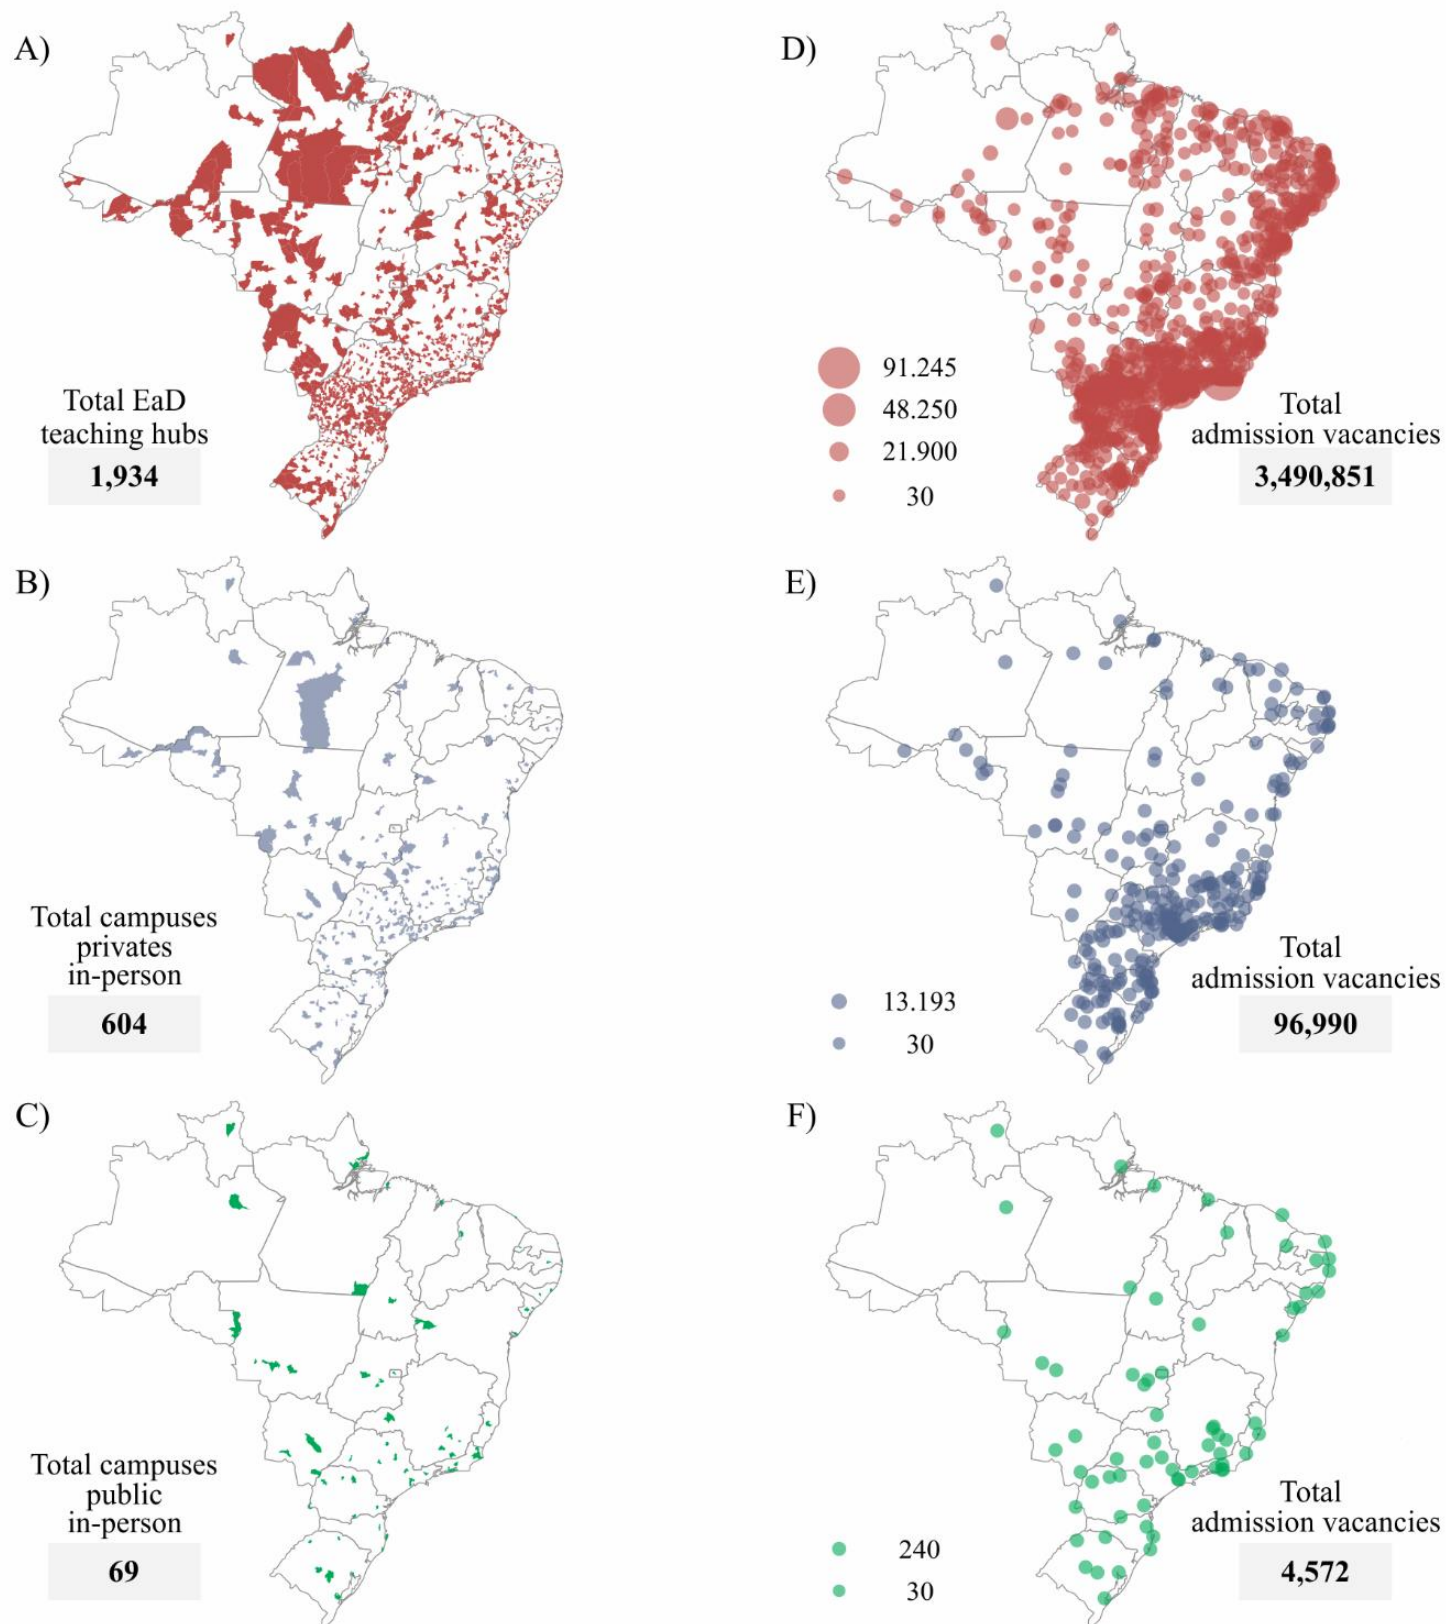 A)
Total EaD
teaching hubs
1,934
D)
91.245
48.250
21.900
30
Total
admission vacancies
3,490,851
B)
Total campuses
privates
in-person
604
E)
13.193
30
Total
admission vacancies
96,990
C)
Total campuses
public
in-person
69
F)
240
30
Total
admission vacancies
4,572